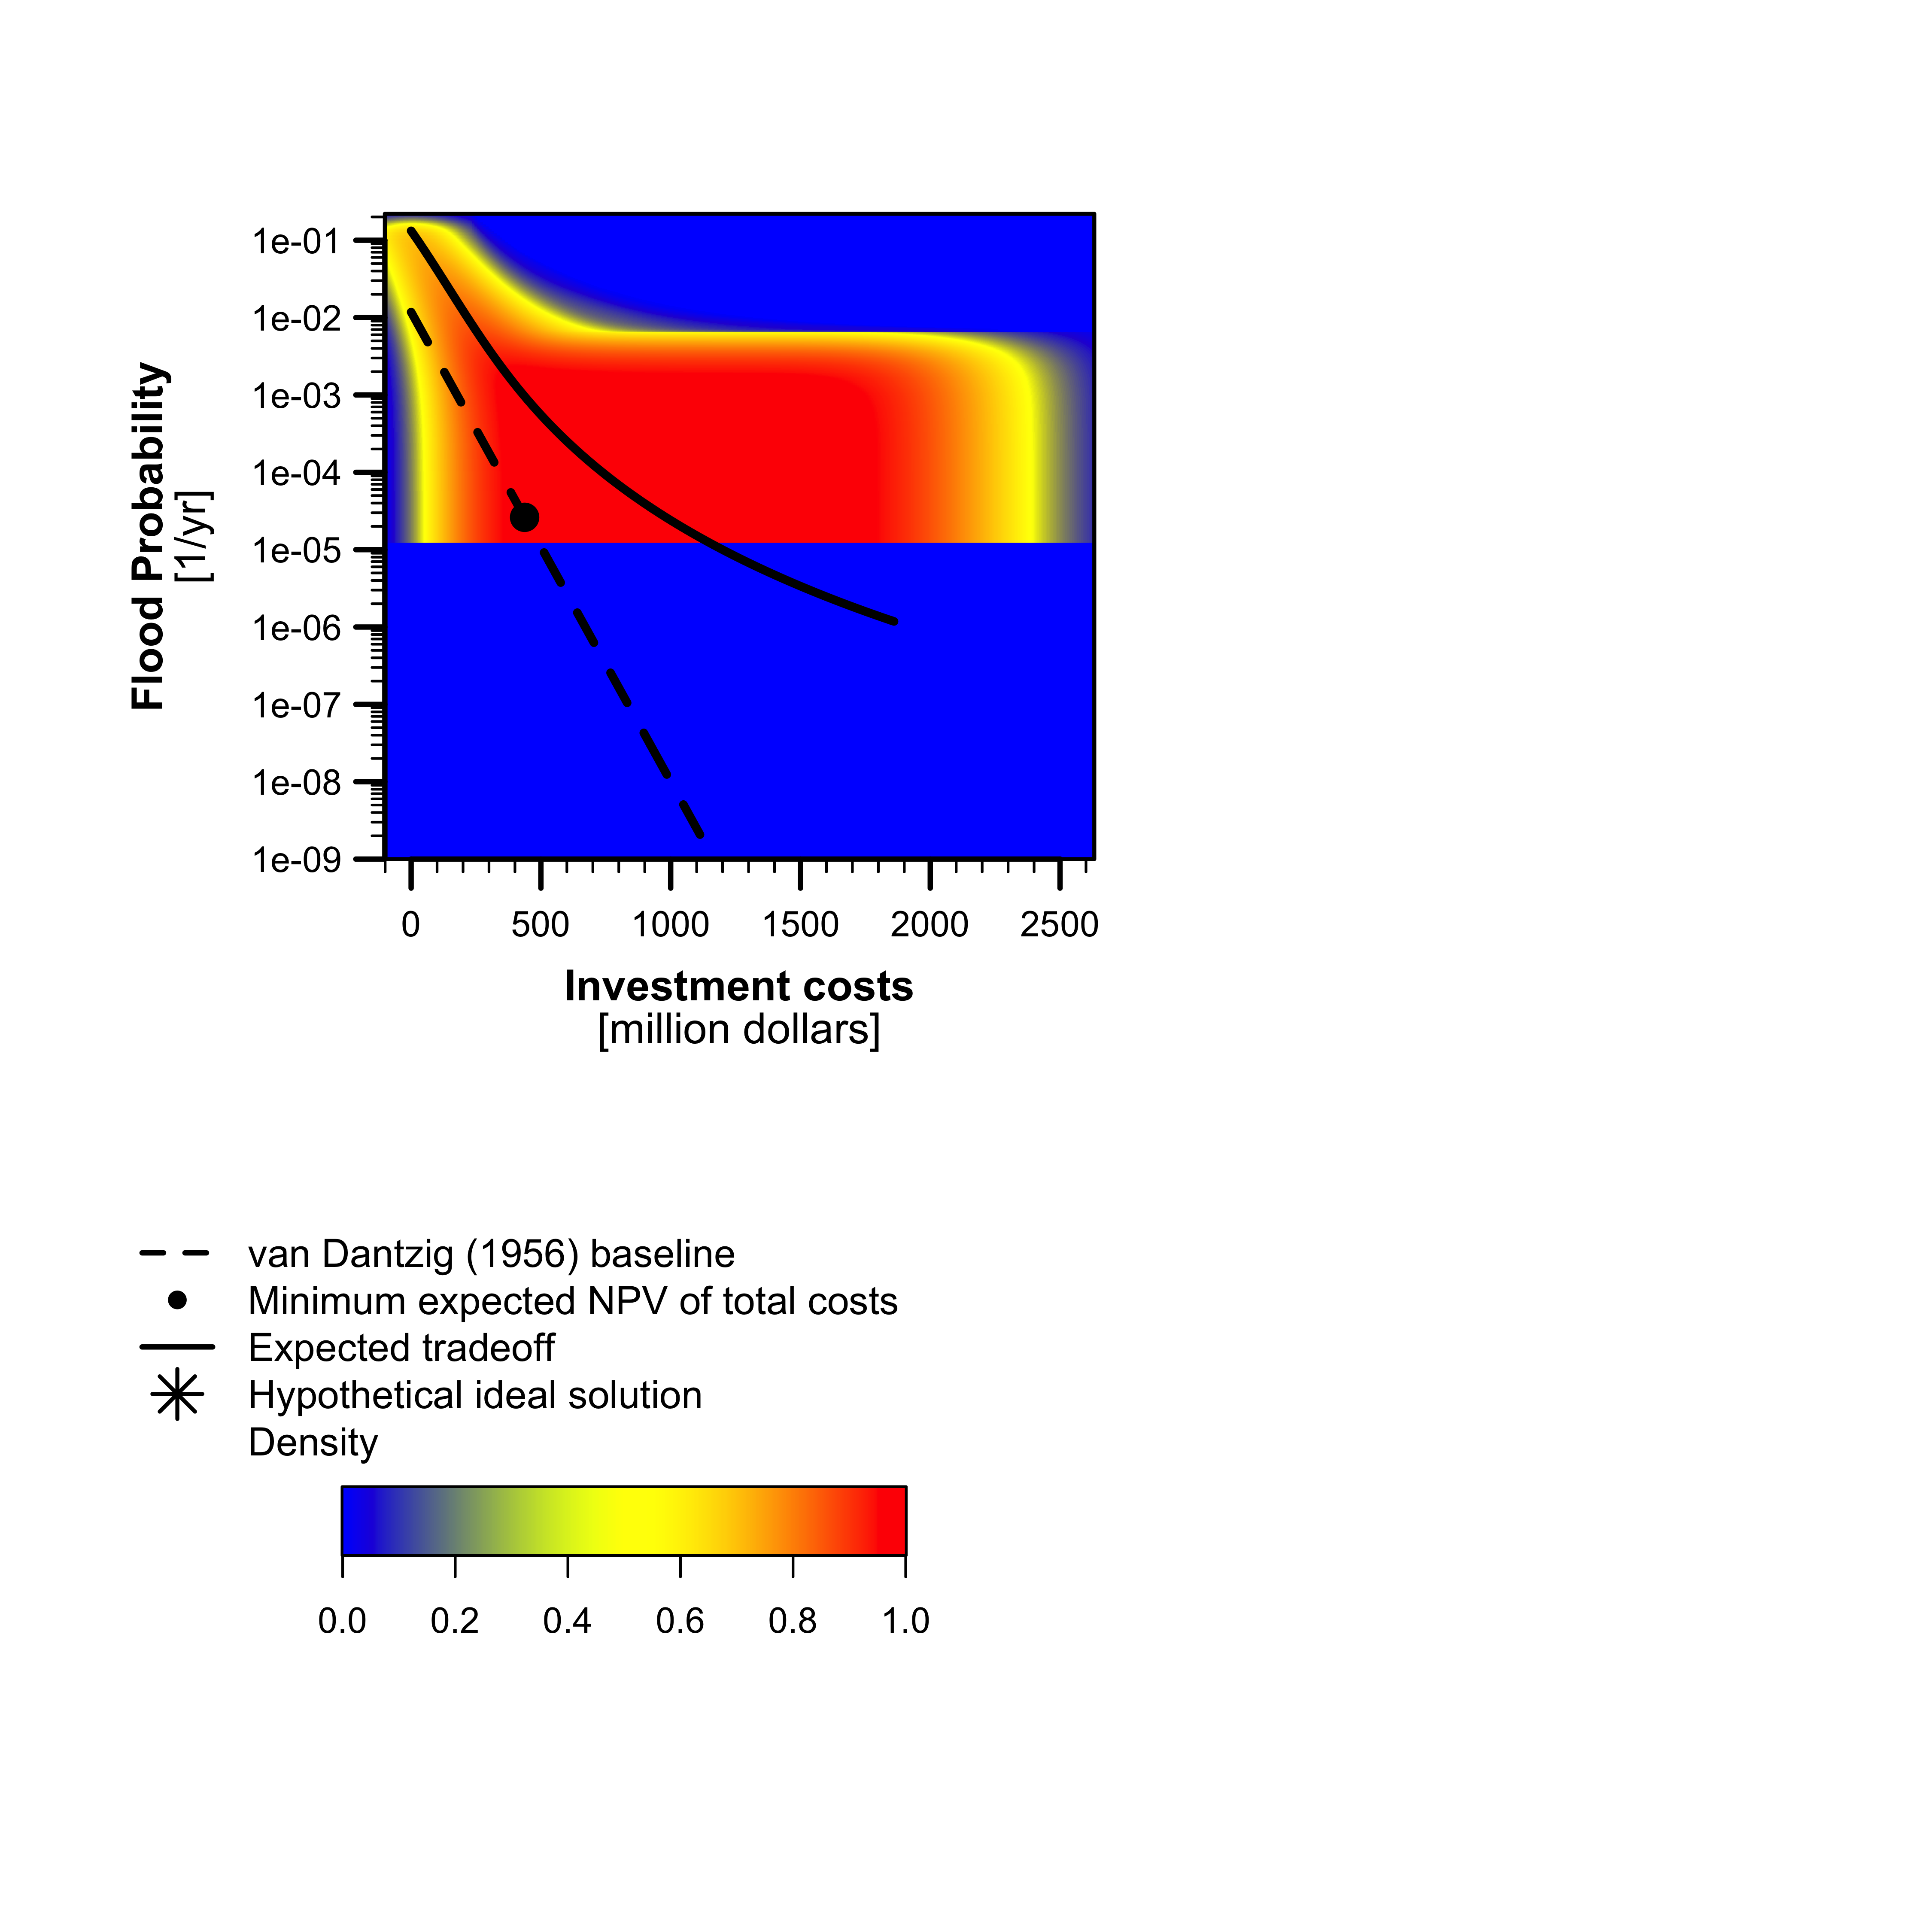 Flood Probability
[1/yr]
1e-01
1e-02
1e-03
1e-04
1e-05
1e-06
1e-07
1e-08
1e-09
0 500 1000 1500 2000 2500
Investment costs
[million dollars]
van Dantzig (1956) baseline
Minimum expected NPV of total costs
Expected tradeoff
Hypothetical ideal solution
Density
0.0 0.2 0.4 0.6 0.8 1.0